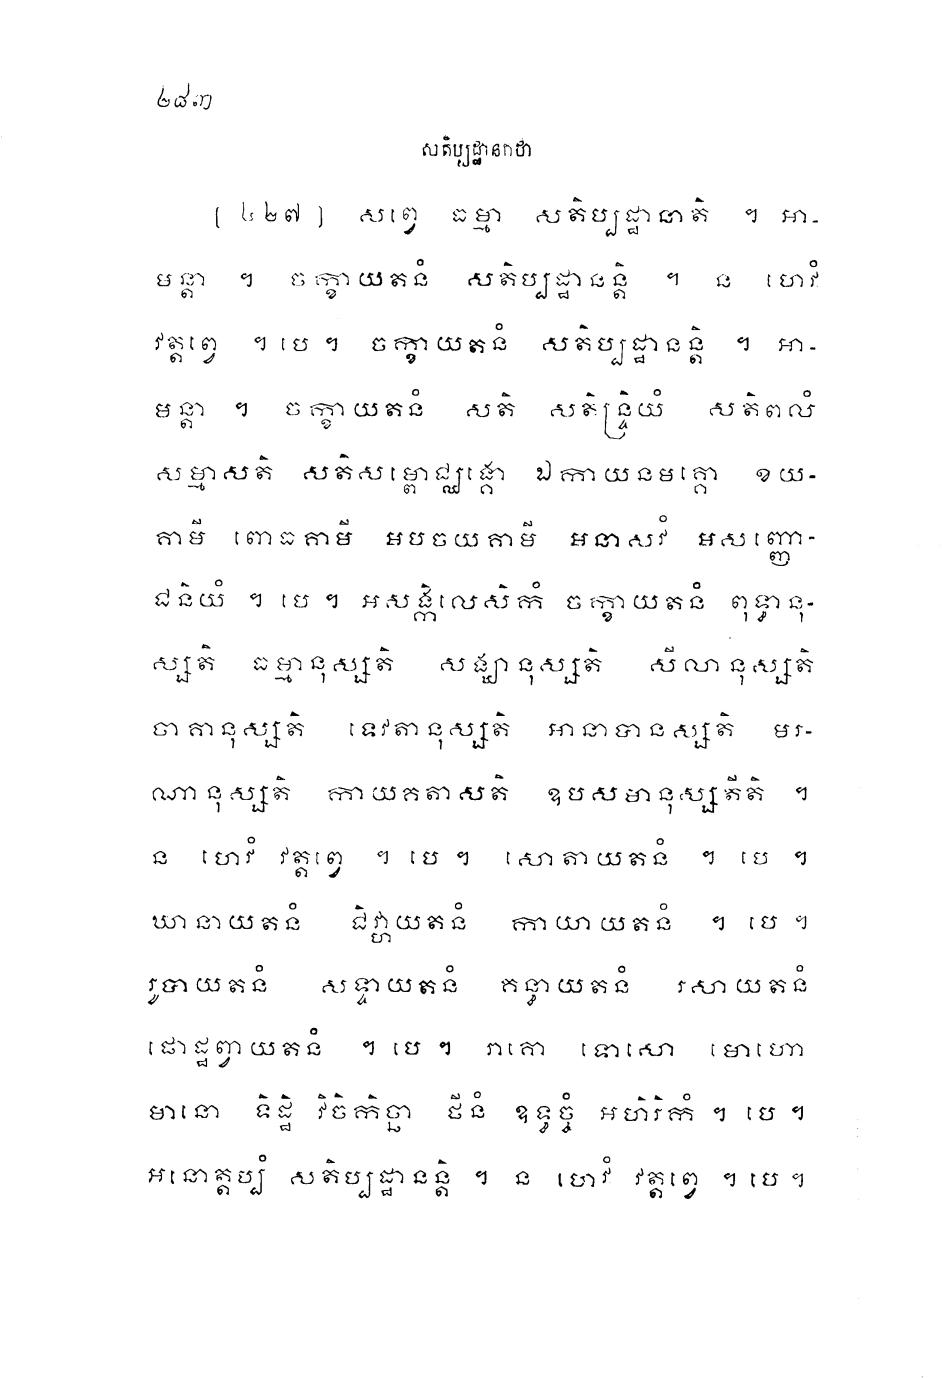 ២៨៣
សតិប្បដ្ឋានកថា
[ ៤២៧ ] សព្វេ ធម្មា សតិប្បដ្ឋានាតិ ។ អា-
មន្តា ។ ចក្ខាយតនំ សតិប្បដ្ឋានន្តិ ។ ន ហេវំ
វត្តព្វេ ។ បេ ។ ចក្ខាយតនំ សតិប្បដ្ឋានន្តិ ។ អា-
មន្តា ។ ចក្ខាយតនំ សតិ សតិន្ទ្រិយំ សតិពលំ
សម្មាសតិ សតិសម្ពោជ្ឈង្គោ ឯកាយនមគ្គោ ខយ-
គាមី ពោធគាមី អបចយគាមី អនាសវំ អសញ្ញោ-
ជនិយំ ។ បេ ។ អសង្កិលេសិកំ ចក្ខាយតនំ ពុទ្ធានុ-
ស្សតិ ធម្មានុស្សតិ សង្ឃានុស្សតិ សីលានុស្សតិ
ចាគានុស្សតិ ទេវតានុស្សតិ អានាបានស្សតិ មរ-
ណានុស្សតិ កាយគតាសតិ ឧបសមានុស្សតីតិ ។
ន ហេវំ វត្តព្វេ ។ បេ ។ សោតាយតនំ ។ បេ ។
ឃានាយតនំ ជិវ្ហាយតនំ កាយាយតនំ ។ បេ ។
រូបាយតនំ សទ្ទាយតនំ គន្ធាយតនំ រសាយតនំ
ផោដ្ឋព្វាយតនំ ។ បេ ។ រាគោ ទោសោ មោហោ
មានោ ទិដ្ឋិ វិចិកិច្ឆា ថីនំ ឧទ្ធច្ចំ អហិរិកំ ។ បេ ។
អនោត្តប្បំ សតិប្បដ្ឋានន្តិ ។ ន ហេវំ វត្តព្វេ ។ បេ ។